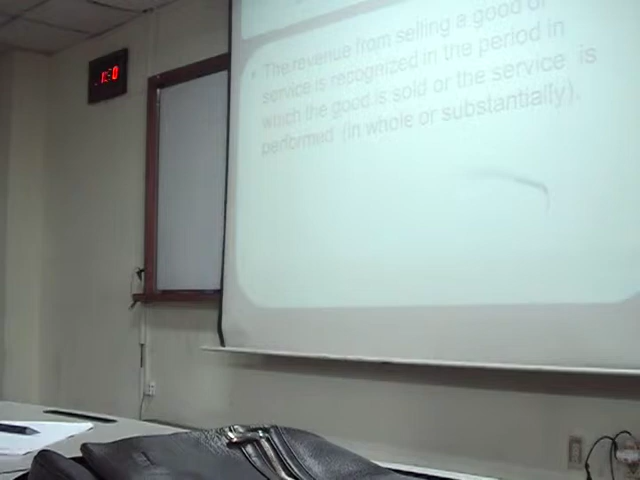 The revenue from selling a good or
service is recognized in the period in
which the good is sold or the service is
performed (in whole or substantially).